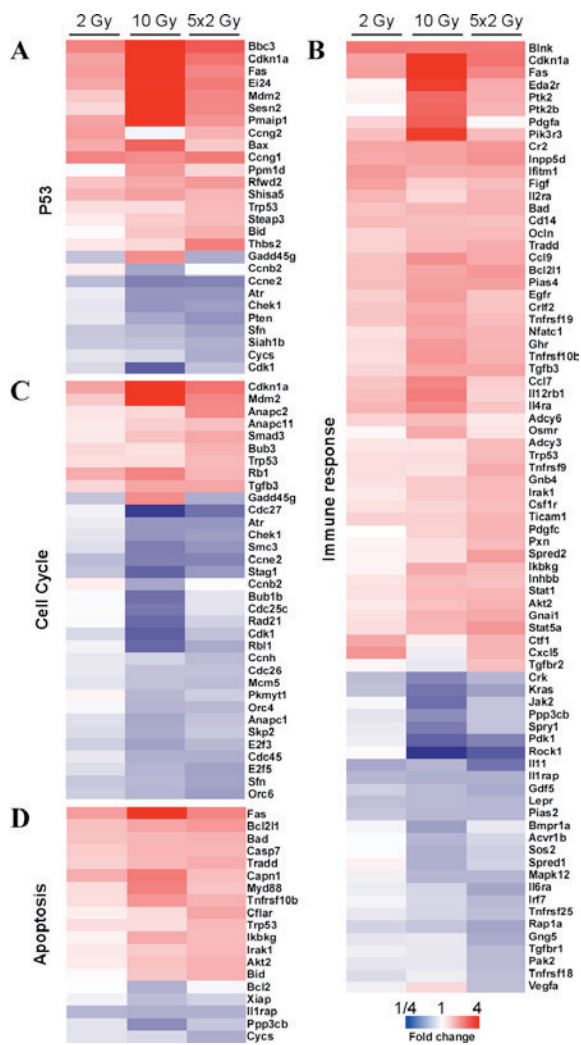 A
2 Gy 10 Gy 5x2 Gy
P53
Bbc3
Cdkn1a
Fas
Ei24
Mdm2
Sesn2
Pmaip1
Ccng2
Bax
Ccng1
Ppm1d
Rfwd2
Shisa5
Trp53
Steap3
Bid
Thbs2
Gadd45g
Ccnb2
Ccne2
Atr
Chek1
Pten
Sfn
Siah1b
Cycs
Cdk1
C
Cell Cycle
Cdkn1a
Mdm2
Anapc2
Anapc11
Smad3
Bub3
Trp53
Rb1
Tgfb3
Gadd45g
Cdc27
Atr
Chek1
Smc3
Ccne2
Stag1
Ccnb2
Bub1b
Cdc25c
Rad21
Cdk1
Rbl1
Ccnh
Cdc26
Mcm5
Pkmyt1
Orc4
Anapc1
Skp2
E2f3
Cdc45
E2f5
Sfn
Orc6
D
Apoptosis
Fas
Bcl2l1
Bad
Casp7
Tradd
Capn1
Myd88
Tnfrsf10b
Cflar
Trp53
Ikbkg
Irak1
Akt2
Bid
Bcl2
Xiap
Il1rap
Ppp3cb
Cycs
B
2 Gy 10 Gy 5x2 Gy
Immune response
Blnk
Cdkn1a
Fas
Eda2r
Ptk2
Ptk2b
Pdgfa
Pik3r3
Cr2
Inpp5d
Ifitm1
Figf
Il2ra
Bad
Cd14
Ocln
Tradd
Ccl9
Bcl2l1
Pias4
Egfr
Crlf2
Tnfrsf19
Nfatc1
Ghr
Tnfrsf10b
Tgfb3
Ccl7
Il12rb1
Il4ra
Adcy6
Osmr
Adcy3
Trp53
Tnfrsf9
Gnb4
Irak1
Csf1r
Ticam1
Pdgfc
Pxn
Spred2
Ikbkg
Inhbb
Stat1
Akt2
Gnai1
Stat5a
Ctf1
Cxcl5
Tgfbr2
Crk
Kras
Jak2
Ppp3cb
Spry1
Pdk1
Rock1
Il11
Il1rap
Gdf5
Lepr
Pias2
Bmpr1a
Acvr1b
Sos2
Spred1
Mapk12
Il6ra
Irf7
Tnfrsf25
Rap1a
Gng5
Tgfbr1
Pak2
Tnfrsf18
Vegfa
1/4 1 4
Fold change